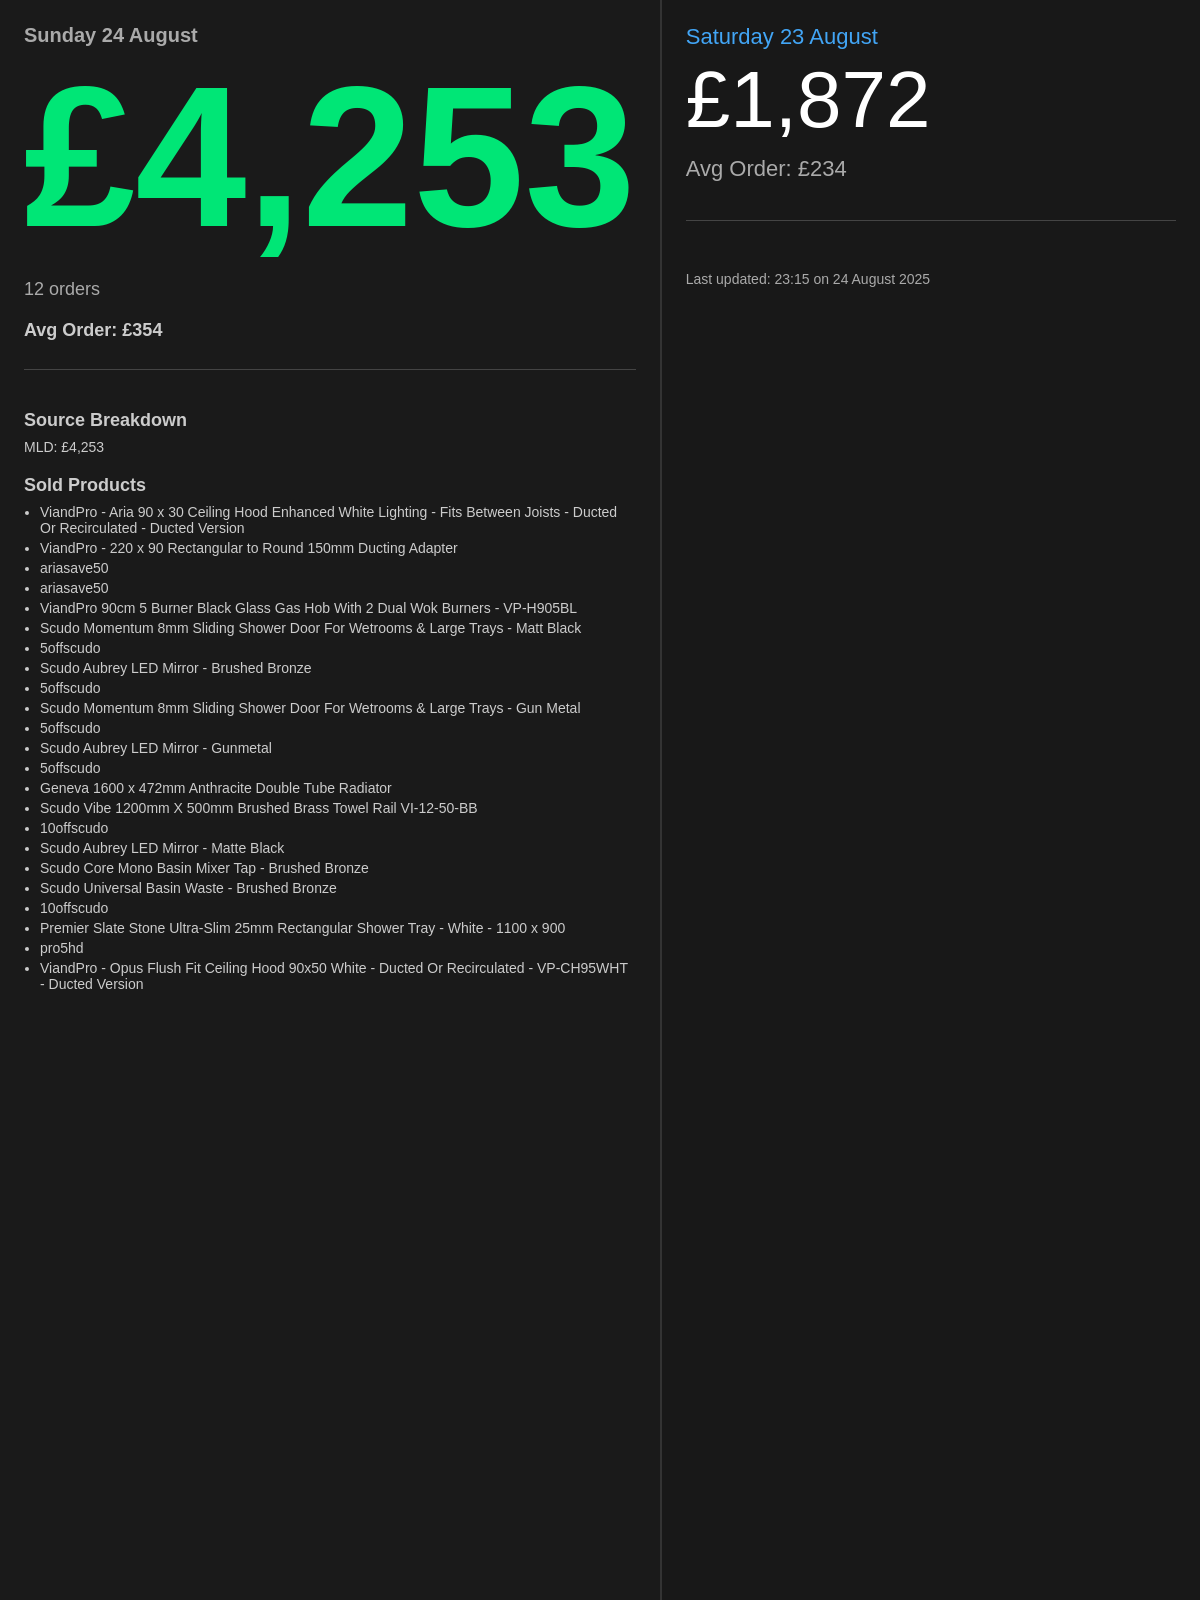 Sunday 24 August
£4,253
12 orders
Avg Order: £354
Source Breakdown
MLD: £4,253
Sold Products
• ViandPro - Aria 90 x 30 Ceiling Hood Enhanced White Lighting - Fits Between Joists - Ducted
Or Recirculated - Ducted Version
• ViandPro - 220 x 90 Rectangular to Round 150mm Ducting Adapter
• ariasave50
• ariasave50
• ViandPro 90cm 5 Burner Black Glass Gas Hob With 2 Dual Wok Burners - VP-H905BL
• Scudo Momentum 8mm Sliding Shower Door For Wetrooms & Large Trays - Matt Black
• 5offscudo
• Scudo Aubrey LED Mirror - Brushed Bronze
• 5offscudo
• Scudo Momentum 8mm Sliding Shower Door For Wetrooms & Large Trays - Gun Metal
• 5offscudo
• Scudo Aubrey LED Mirror - Gunmetal
• 5offscudo
• Geneva 1600 x 472mm Anthracite Double Tube Radiator
• Scudo Vibe 1200mm X 500mm Brushed Brass Towel Rail VI-12-50-BB
• 10offscudo
• Scudo Aubrey LED Mirror - Matte Black
• Scudo Core Mono Basin Mixer Tap - Brushed Bronze
• Scudo Universal Basin Waste - Brushed Bronze
• 10offscudo
• Premier Slate Stone Ultra-Slim 25mm Rectangular Shower Tray - White - 1100 x 900
• pro5hd
• ViandPro - Opus Flush Fit Ceiling Hood 90x50 White - Ducted Or Recirculated - VP-CH95WHT
- Ducted Version
Saturday 23 August
£1,872
Avg Order: £234
Last updated: 23:15 on 24 August 2025